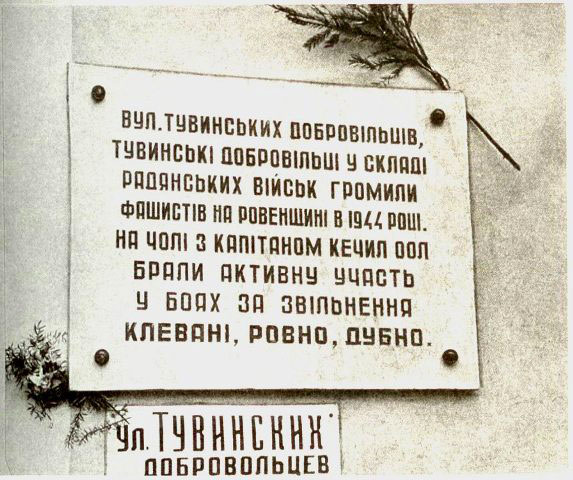 ВУЛ. ТУВИНСЬКИХ ДОБРОВІЛЬЦІВ,
ТУВИНСЬКІ ДОБРОВІЛЬЦІ У СКЛАДІ
РАДЯНСЬКИХ ВІЙСЬК ГРОМИЛИ
ФАШИСТІВ НА РОВЕНЩИНІ В 1944 РОЦІ.
НА ЧОЛІ З КАПІТАНОМ КЕЧИЛ ООЛ
БРАЛИ АКТИВНУ УЧАСТЬ
У БОЯХ ЗА ЗВІЛЬНЕННЯ
КЛЕВАНІ, РОВНО, ДУБНО.
Ул. ТУВИНСКИХ
ДОБРОВОЛЬЦЕВ